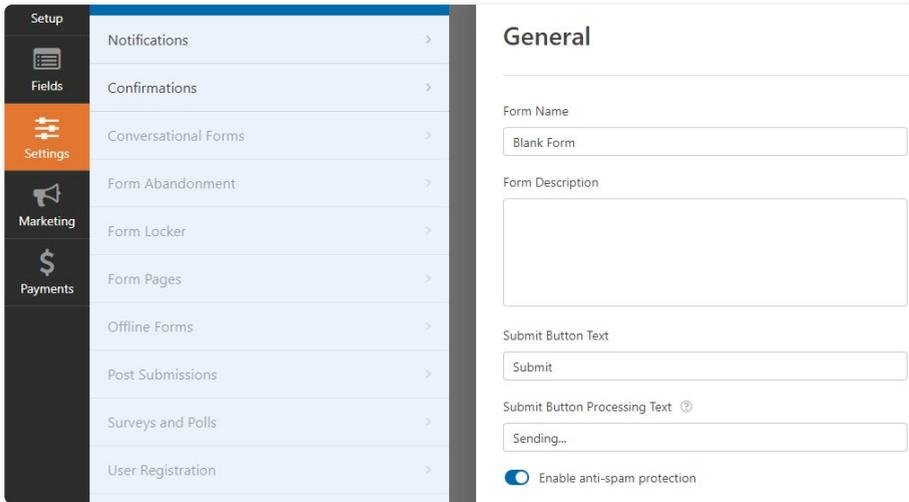 Setup
Fields
Settings
Marketing
Payments
Notifications
Confirmations
Conversational Forms
Form Abandonment
Form Locker
Form Pages
Offline Forms
Post Submissions
Surveys and Polls
User Registration
General
Form Name
Blank Form
Form Description
Submit Button Text
Submit
Submit Button Processing Text ?
Sending...
Enable anti-spam protection